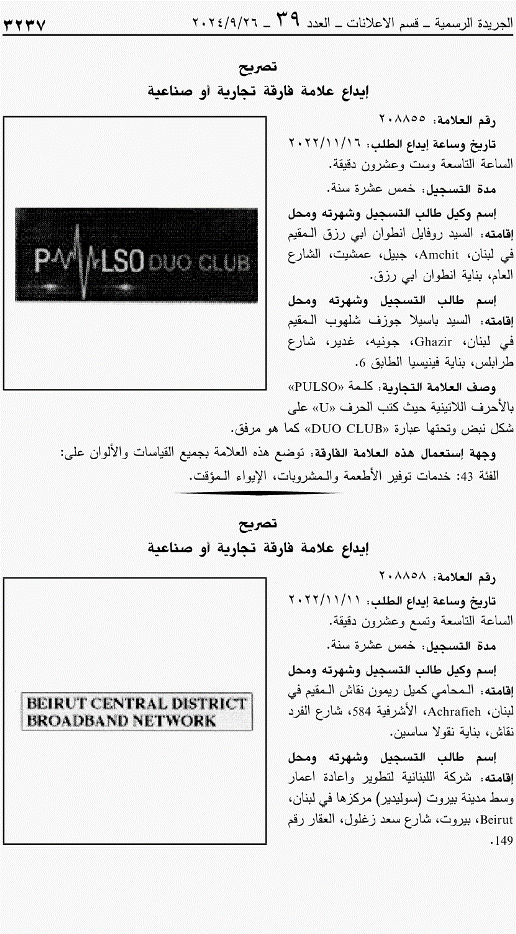 الجريدة الرسمية ـ قسم الاعلانات ـ العدد ٣٩ ـ ٢٠٢٤/٩/٢٦
٣٢٣٧
تصريح
إيداع علامة فارقة تجارية أو صناعية
رقم العلامة: ٢٠٨٨٥٥
تاريخ وساعة إيداع الطلب: ٢٠٢٢/١١/١٦
الساعة التاسعة وست وعشرون دقيقة.
مدة التسجيل: خمس عشرة سنة.
إسم وكيل طالب التسجيل وشهرته ومحل
إقامته: السيد روفايل انطوان ابي رزق المقيم
في لبنان، Amchit، جبيل، عمشيت، الشارع
العام، بناية انطوان ابي رزق.
إسم طالب التسجيل وشهرته ومحل
إقامته: السيد باسيلا جوزف شلهوب المقيم
في لبنان، Ghazir، جونيه، غدير، شارع
طرابلس، بناية فينيسيا الطابق 6.
وصف العلامة التجارية: كلمة «PULSO»
بالأحرف اللاتينية حيث كتب الحرف «U» على
شكل نبض وتحتها عبارة «DUO CLUB» كما هو مرفق.
P LSO DUO CLUB
وجهة إستعمال هذه العلامة الفارقة: توضع هذه العلامة بجميع القياسات والألوان على:
الفئة 43: خدمات توفير الأطعمة والمشروبات، الإيواء المؤقت.
تصريح
إيداع علامة فارقة تجارية أو صناعية
رقم العلامة: ٢٠٨٨٥٨
تاريخ وساعة إيداع الطلب: ٢٠٢٢/١١/١١
الساعة التاسعة وتسع وعشرون دقيقة.
مدة التسجيل: خمس عشرة سنة.
إسم وكيل طالب التسجيل وشهرته ومحل
إقامته: المحامي كميل ريمون نقاش المقيم في
لبنان، Achrafieh، الأشرفية 584، شارع الفرد
نقاش، بناية نقولا ساسين.
إسم طالب التسجيل وشهرته ومحل
إقامته: شركة اللبنانية لتطوير واعادة اعمار
وسط مدينة بيروت (سوليدير) مركزها في لبنان،
Beirut، بيروت، شارع سعد زغلول، العقار رقم
149.
BEIRUT CENTRAL DISTRICT
BROADBAND NETWORK